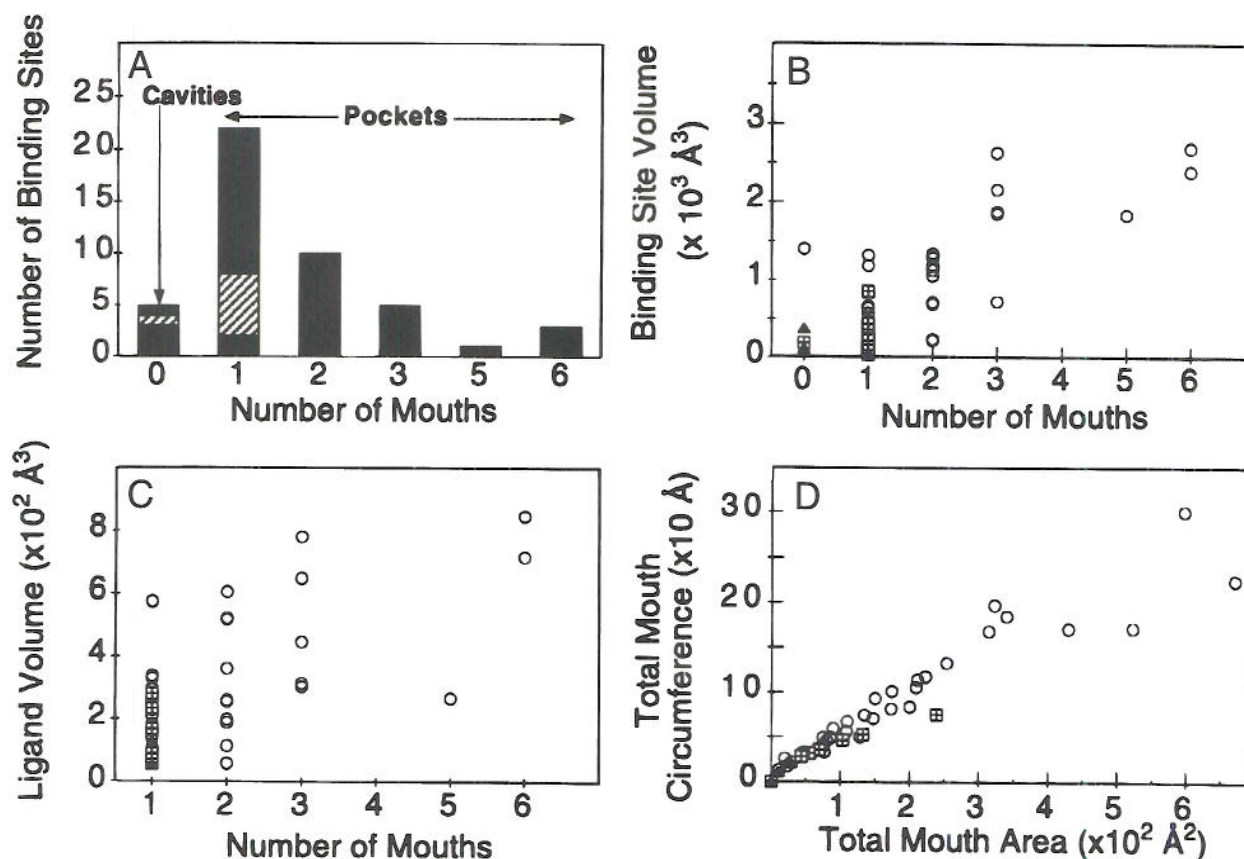 A
Number of Binding Sites
25
20
15
10
5
0
Cavities
Pockets
0 1 2 3 5 6
Number of Mouths
B
Binding Site Volume
(x 10³ Å³)
3
2
1
0
0 1 2 3 4 5 6
Number of Mouths
C
Ligand Volume (x10² Å³)
8
6
4
2
0
1 2 3 4 5 6
Number of Mouths
D
Total Mouth
Circumference (x10 Å)
30
20
10
0
1 2 3 4 5 6
Total Mouth Area (x10² Å²)